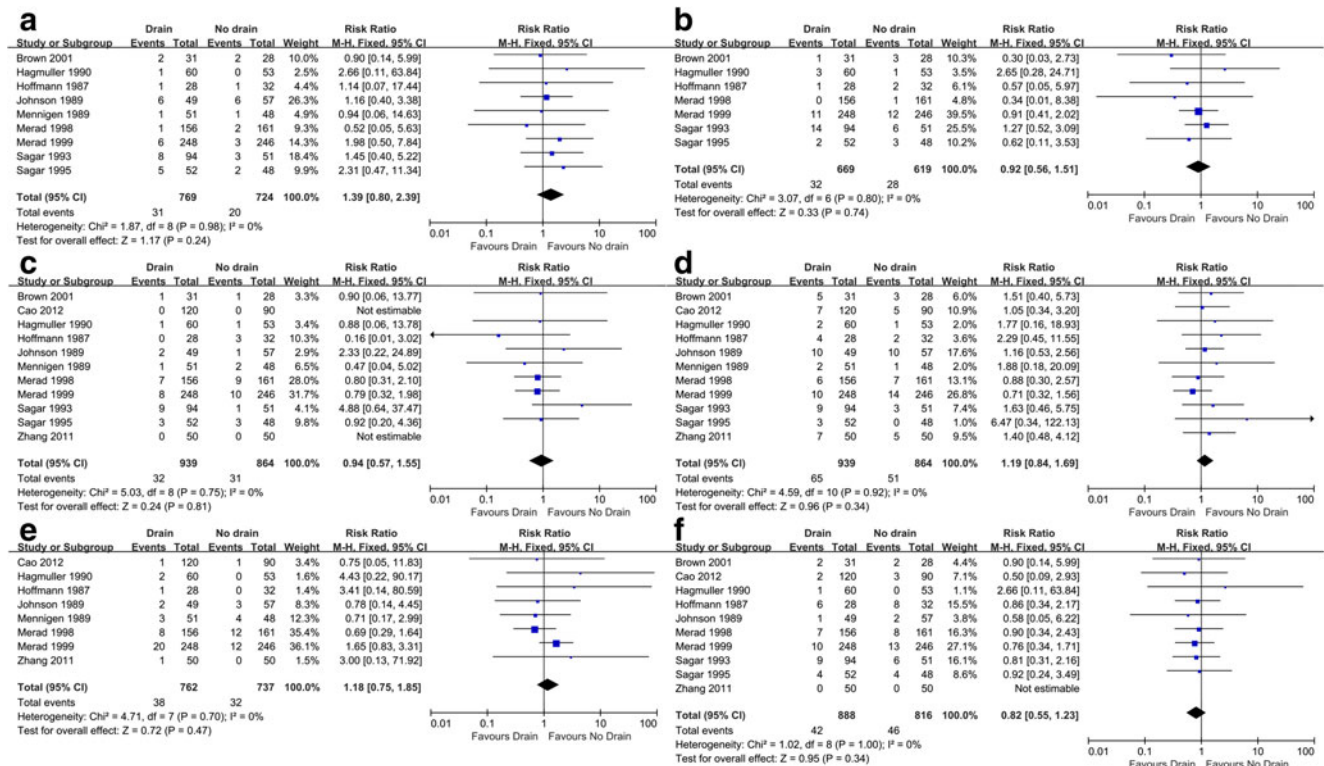 a
Drain No drain Risk Ratio Risk Ratio
Study or Subgroup Events Total Events Total Weight M-H, Fixed, 95% CI M-H, Fixed, 95% CI
Brown 2001 2 31 2 28 10.0% 0.90 [0.14, 5.99]
Hagmuller 1990 1 60 0 53 2.5% 2.66 [0.11, 63.84]
Hoffmann 1987 1 28 1 32 4.4% 1.14 [0.07, 17.44]
Johnson 1989 6 49 6 57 26.3% 1.16 [0.40, 3.38]
Mennigen 1989 1 51 1 48 4.9% 0.94 [0.06, 14.63]
Merad 1998 1 156 2 161 9.3% 0.52 [0.05, 5.63]
Merad 1999 6 248 3 246 14.3% 1.98 [0.50, 7.84]
Sagar 1993 8 94 3 51 18.4% 1.45 [0.40, 5.22]
Sagar 1995 5 52 2 48 9.9% 2.31 [0.47, 11.34]
Total (95% CI) 769 724 100.0% 1.39 [0.80, 2.39]
Total events 31 20
Heterogeneity: Chi² = 1.87, df = 8 (P = 0.98); I² = 0%
Test for overall effect: Z = 1.17 (P = 0.24)
0.01 0.1 1 10 100
Favours Drain Favours No drain
b
Drain No drain Risk Ratio Risk Ratio
Study or Subgroup Events Total Events Total Weight M-H, Fixed, 95% CI M-H, Fixed, 95% CI
Brown 2001 1 31 3 28 10.3% 0.30 [0.03, 2.73]
Hagmuller 1990 3 60 1 53 3.5% 2.65 [0.28, 24.71]
Hoffmann 1987 1 28 2 32 6.1% 0.57 [0.05, 5.97]
Merad 1998 0 156 1 161 4.8% 0.34 [0.01, 8.38]
Merad 1999 11 248 12 246 39.5% 0.91 [0.41, 2.02]
Sagar 1993 14 94 6 51 25.5% 1.27 [0.52, 3.09]
Sagar 1995 2 52 3 48 10.2% 0.62 [0.11, 3.53]
Total (95% CI) 669 619 100.0% 0.92 [0.56, 1.51]
Total events 32 28
Heterogeneity: Chi² = 3.07, df = 6 (P = 0.80); I² = 0%
Test for overall effect: Z = 0.33 (P = 0.74)
0.01 0.1 1 10 100
Favours Drain Favours No Drain
c
Drain No drain Risk Ratio Risk Ratio
Study or Subgroup Events Total Events Total Weight M-H, Fixed, 95% CI M-H, Fixed, 95% CI
Brown 2001 1 31 1 28 3.3% 0.90 [0.06, 13.77]
Cao 2012 0 120 0 90 Not estimable
Hagmuller 1990 1 60 1 53 3.4% 0.88 [0.06, 13.78]
Hoffmann 1987 0 28 3 32 10.5% 0.16 [0.01, 3.02]
Johnson 1989 2 49 1 57 2.9% 2.33 [0.22, 24.89]
Mennigen 1989 1 51 2 48 6.5% 0.47 [0.04, 5.02]
Merad 1998 7 156 9 161 28.0% 0.80 [0.31, 2.10]
Merad 1999 8 248 10 246 31.7% 0.79 [0.32, 1.98]
Sagar 1993 9 94 1 51 4.1% 4.88 [0.64, 37.47]
Sagar 1995 3 52 3 48 9.8% 0.92 [0.20, 4.36]
Zhang 2011 0 50 0 50 Not estimable
Total (95% CI) 939 864 100.0% 0.94 [0.57, 1.55]
Total events 32 31
Heterogeneity: Chi² = 5.03, df = 8 (P = 0.75); I² = 0%
Test for overall effect: Z = 0.24 (P = 0.81)
0.01 0.1 1 10 100
Favours Drain Favours No Drain
d
Drain No drain Risk Ratio Risk Ratio
Study or Subgroup Events Total Events Total Weight M-H, Fixed, 95% CI M-H, Fixed, 95% CI
Brown 2001 5 31 3 28 6.0% 1.51 [0.40, 5.73]
Cao 2012 7 120 5 90 10.9% 1.05 [0.34, 3.20]
Hagmuller 1990 2 60 1 53 2.0% 1.77 [0.16, 18.93]
Hoffmann 1987 4 28 2 32 3.6% 2.29 [0.45, 11.55]
Johnson 1989 10 49 10 57 17.6% 1.16 [0.53, 2.56]
Mennigen 1989 2 51 1 48 2.0% 1.88 [0.18, 20.09]
Merad 1998 6 156 7 161 13.1% 0.88 [0.30, 2.57]
Merad 1999 10 248 14 246 26.8% 0.71 [0.32, 1.56]
Sagar 1993 9 94 3 51 7.4% 1.63 [0.46, 5.75]
Sagar 1995 3 52 0 48 1.0% 6.47 [0.34, 122.13]
Zhang 2011 7 50 5 50 9.5% 1.40 [0.48, 4.12]
Total (95% CI) 939 864 100.0% 1.19 [0.84, 1.69]
Total events 65 51
Heterogeneity: Chi² = 4.59, df = 10 (P = 0.92); I² = 0%
Test for overall effect: Z = 0.96 (P = 0.34)
0.01 0.1 1 10 100
Favours Drain Favours No Drain
e
Drain No drain Risk Ratio Risk Ratio
Study or Subgroup Events Total Events Total Weight M-H, Fixed, 95% CI M-H, Fixed, 95% CI
Cao 2012 1 120 1 90 3.4% 0.75 [0.05, 11.83]
Hagmuller 1990 2 60 0 53 1.6% 4.43 [0.22, 90.17]
Hoffmann 1987 1 28 0 32 1.4% 3.41 [0.14, 80.59]
Johnson 1989 2 49 3 57 8.3% 0.78 [0.14, 4.45]
Mennigen 1989 3 51 4 48 12.3% 0.71 [0.17, 2.99]
Merad 1998 8 156 12 161 35.4% 0.69 [0.29, 1.64]
Merad 1999 20 248 12 246 36.1% 1.65 [0.83, 3.31]
Zhang 2011 1 50 0 50 1.5% 3.00 [0.13, 71.92]
Total (95% CI) 762 737 100.0% 1.18 [0.75, 1.85]
Total events 38 32
Heterogeneity: Chi² = 4.71, df = 7 (P = 0.70); I² = 0%
Test for overall effect: Z = 0.72 (P = 0.47)
0.01 0.1 1 10 100
Favours Drain Favours No Drain
f
Drain No drain Risk Ratio Risk Ratio
Study or Subgroup Events Total Events Total Weight M-H, Fixed, 95% CI M-H, Fixed, 95% CI
Brown 2001 2 31 2 28 4.4% 0.90 [0.14, 5.99]
Cao 2012 2 120 3 90 7.1% 0.50 [0.09, 2.93]
Hagmuller 1990 1 60 0 53 1.1% 2.66 [0.11, 63.84]
Hoffmann 1987 6 28 8 32 15.5% 0.86 [0.34, 2.17]
Johnson 1989 1 49 2 57 3.8% 0.58 [0.05, 6.22]
Merad 1998 7 156 8 161 16.3% 0.90 [0.34, 2.43]
Merad 1999 10 248 13 246 27.1% 0.76 [0.34, 1.71]
Sagar 1993 9 94 6 51 16.1% 0.81 [0.31, 2.16]
Sagar 1995 4 52 4 48 8.6% 0.92 [0.24, 3.49]
Zhang 2011 0 50 0 50 Not estimable
Total (95% CI) 888 816 100.0% 0.82 [0.55, 1.23]
Total events 42 46
Heterogeneity: Chi² = 1.02, df = 8 (P = 1.00); I² = 0%
Test for overall effect: Z = 0.95 (P = 0.34)
0.01 0.1 1 10 100
Favours Drain Favours No Drain